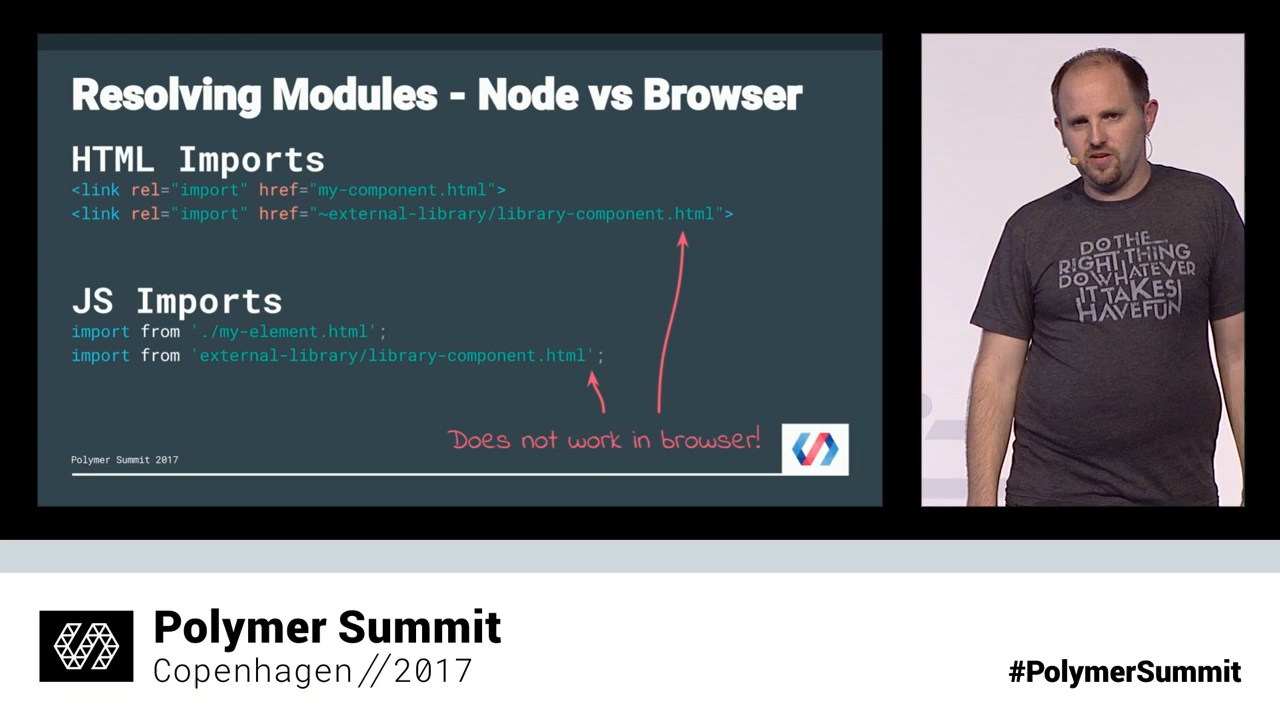 Resolving Modules - Node vs Browser
HTML Imports
<link rel="import" href="my-component.html">
<link rel="import" href="~external-library/library-component.html">
JS Imports
import from './my-element.html';
import from 'external-library/library-component.html';
Does not work in browser!
Polymer Summit 2017
DO THE
RIGHT THING
DO WHATEVER
IT TAKES
HAVE FUN
Polymer Summit
Copenhagen//2017
#PolymerSummit